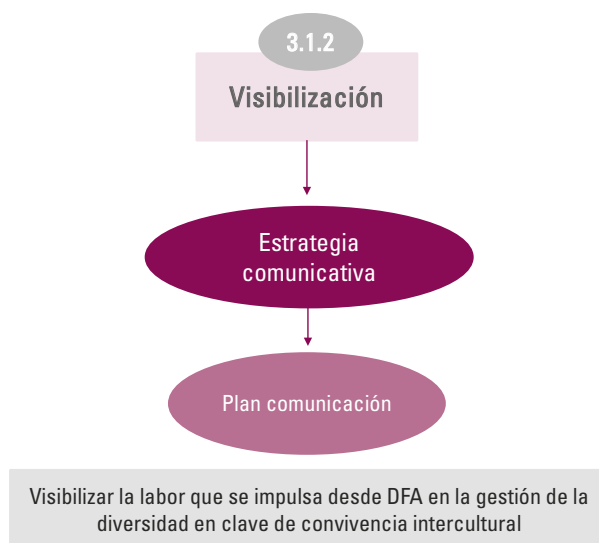 3.1.2
Visibilización
Estrategia
comunicativa
Plan comunicación
Visibilizar la labor que se impulsa desde DFA en la gestión de la
diversidad en clave de convivencia intercultural